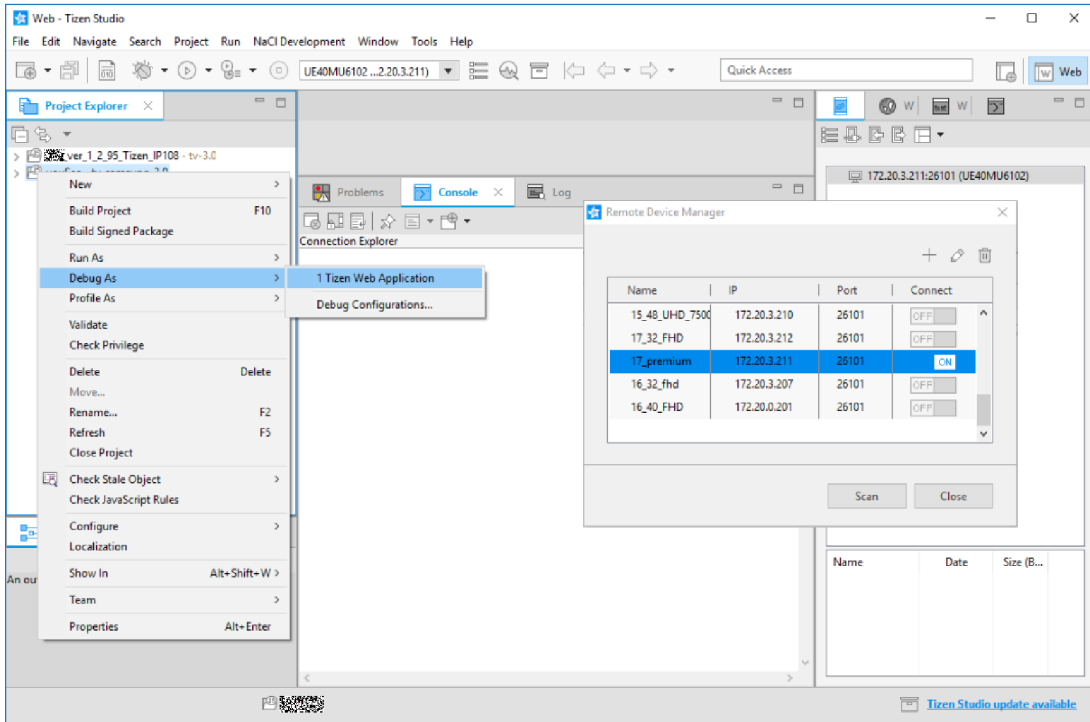 Web - Tizen Studio
File Edit Navigate Search Project Run NaCl Development Window Tools Help
UE40MU6102 ...2.20.3.211)
Quick Access
Web
Project Explorer
W
W
ver_1_2_95_Tizen_IP108 - tv-3.0
172.20.3.211:26101 (UE40MU6102)
New
Build Project F10
Build Signed Package
Run As
Debug As
Profile As
Validate
Check Privilege
Delete Delete
Move...
Rename... F2
Refresh F5
Close Project
Check Stale Object
Check JavaScript Rules
Configure
Localization
Show In Alt+Shift+W >
Team
Properties Alt+Enter
1 Tizen Web Application
Debug Configurations...
Problems Console Log
Connection Explorer
Remote Device Manager
Name IP Port Connect
15_48_UHD_7500 172.20.3.210 26101 OFF
17_32_FHD 172.20.3.212 26101 OFF
17_premium 172.20.3.211 26101 ON
16_32_fhd 172.20.3.207 26101 OFF
16_40_FHD 172.20.0.201 26101 OFF
Scan Close
An ou
Name Date Size (B...
Tizen Studio update available